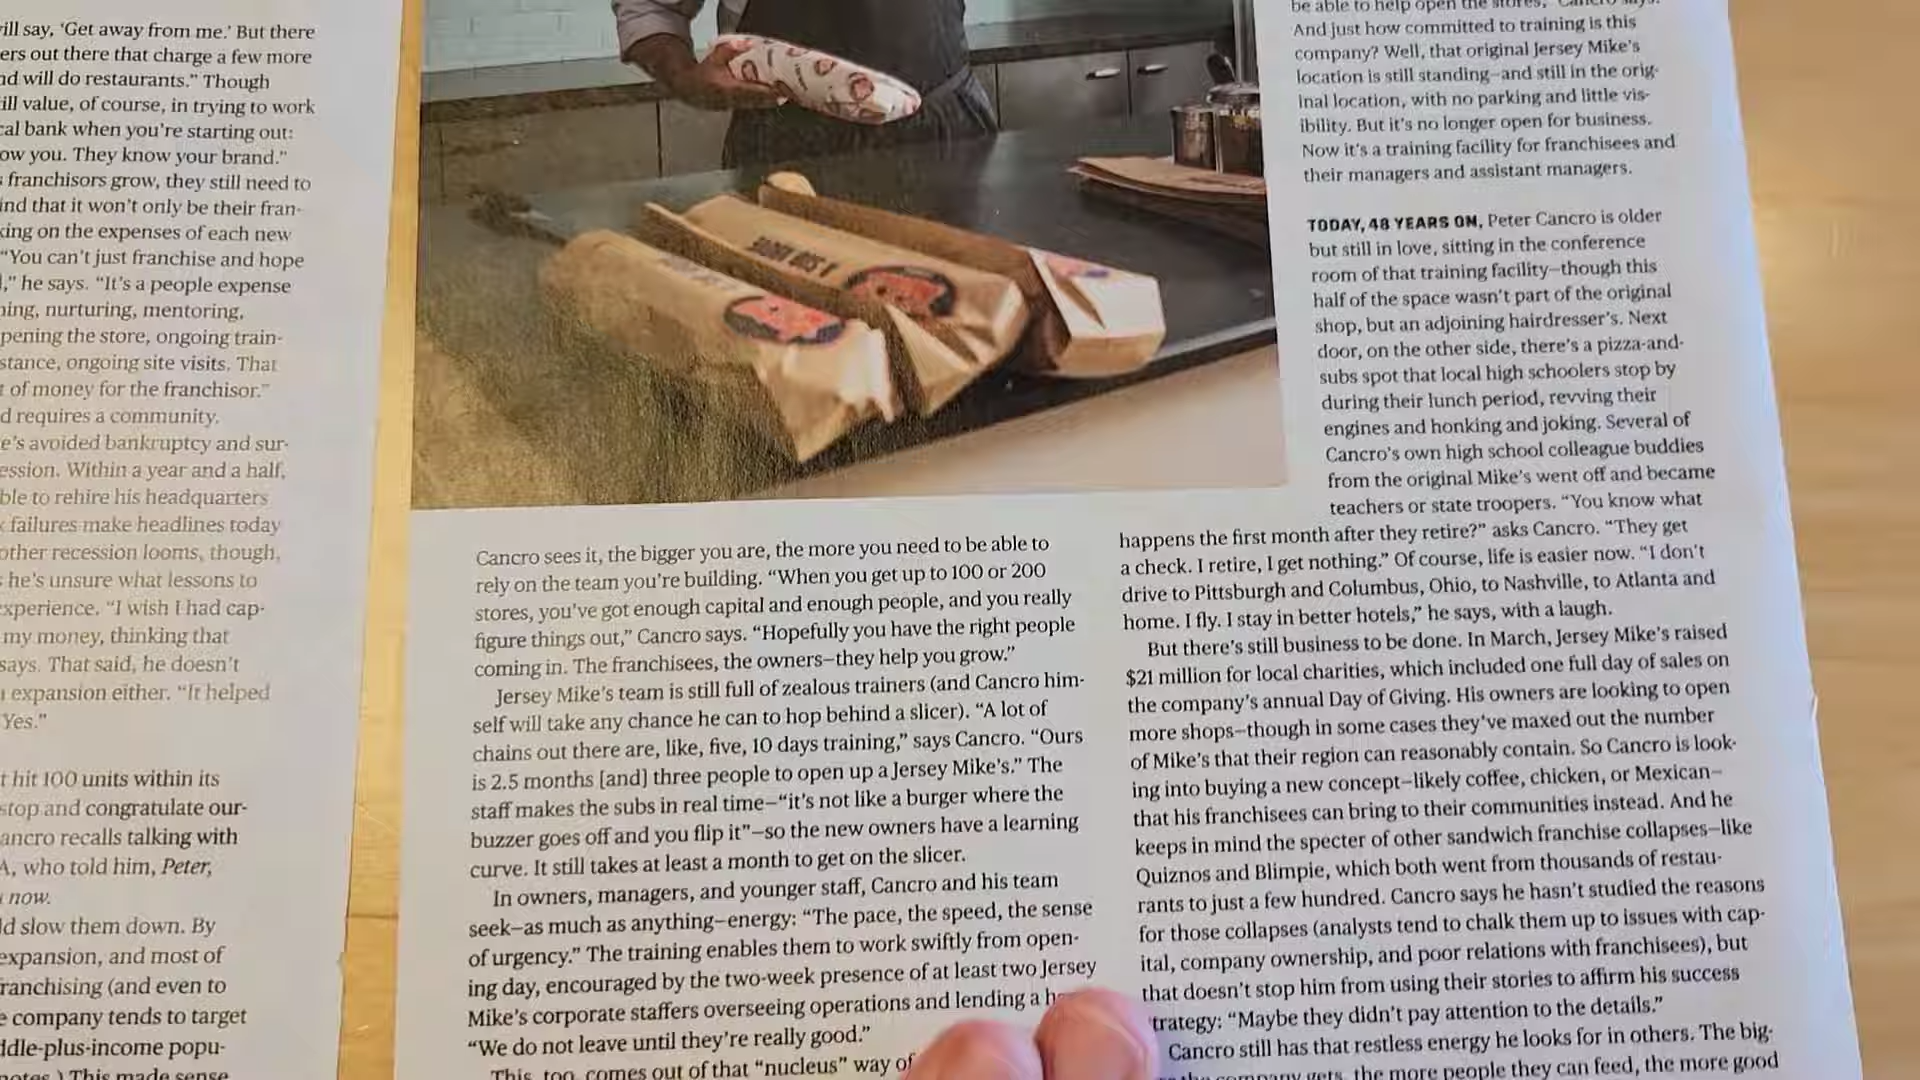 ill say, ‘Get away from me.’ But there
ers out there that charge a few more
nd will do restaurants.” Though
ill value, of course, in trying to work
cal bank when you’re starting out:
ow you. They know your brand.”
s franchisors grow, they still need to
ind that it won’t only be their fran-
king on the expenses of each new
“You can’t just franchise and hope
l,” he says. “It’s a people expense
ning, nurturing, mentoring,
pening the store, ongoing train-
stance, ongoing site visits. That
t of money for the franchisor.”
d requires a community.
e’s avoided bankruptcy and sur-
ession. Within a year and a half,
ble to rehire his headquarters
k failures make headlines today
other recession looms, though,
s he’s unsure what lessons to
xperience. “I wish I had cap-
my money, thinking that
says. That said, he doesn’t
n expansion either. “It helped
Yes.”
t hit 100 units within its
stop and congratulate our-
ancro recalls talking with
A, who told him, Peter,
now.
ld slow them down. By
expansion, and most of
ranchising (and even to
e company tends to target
ddle-plus-income popu-
notes.) This made sense
A SUB ABOVE
Cancro sees it, the bigger you are, the more you need to be able to
rely on the team you’re building. “When you get up to 100 or 200
stores, you’ve got enough capital and enough people, and you really
figure things out,” Cancro says. “Hopefully you have the right people
coming in. The franchisees, the owners—they help you grow.”
Jersey Mike’s team is still full of zealous trainers (and Cancro him-
self will take any chance he can to hop behind a slicer). “A lot of
chains out there are, like, five, 10 days training,” says Cancro. “Ours
is 2.5 months [and] three people to open up a Jersey Mike’s.” The
staff makes the subs in real time—“it’s not like a burger where the
buzzer goes off and you flip it”—so the new owners have a learning
curve. It still takes at least a month to get on the slicer.
In owners, managers, and younger staff, Cancro and his team
seek—as much as anything—energy: “The pace, the speed, the sense
of urgency.” The training enables them to work swiftly from open-
ing day, encouraged by the two-week presence of at least two Jersey
Mike’s corporate staffers overseeing operations and lending a
“We do not leave until they’re really good.”
This, too, comes out of that “nucleus” way of
be able to help open the stores,” Cancro says.
And just how committed to training is this
company? Well, that original Jersey Mike’s
location is still standing—and still in the orig-
inal location, with no parking and little vis-
ibility. But it’s no longer open for business.
Now it’s a training facility for franchisees and
their managers and assistant managers.
TODAY, 48 YEARS ON, Peter Cancro is older
but still in love, sitting in the conference
room of that training facility—though this
half of the space wasn’t part of the original
shop, but an adjoining hairdresser’s. Next
door, on the other side, there’s a pizza-and-
subs spot that local high schoolers stop by
during their lunch period, revving their
engines and honking and joking. Several of
Cancro’s own high school colleague buddies
from the original Mike’s went off and became
teachers or state troopers. “You know what
happens the first month after they retire?” asks Cancro. “They get
a check. I retire, I get nothing.” Of course, life is easier now. “I don’t
drive to Pittsburgh and Columbus, Ohio, to Nashville, to Atlanta and
home. I fly. I stay in better hotels,” he says, with a laugh.
But there’s still business to be done. In March, Jersey Mike’s raised
$21 million for local charities, which included one full day of sales on
the company’s annual Day of Giving. His owners are looking to open
more shops—though in some cases they’ve maxed out the number
of Mike’s that their region can reasonably contain. So Cancro is look-
ing into buying a new concept—likely coffee, chicken, or Mexican—
that his franchisees can bring to their communities instead. And he
keeps in mind the specter of other sandwich franchise collapses—like
Quiznos and Blimpie, which both went from thousands of restau-
rants to just a few hundred. Cancro says he hasn’t studied the reasons
for those collapses (analysts tend to chalk them up to issues with cap-
ital, company ownership, and poor relations with franchisees), but
that doesn’t stop him from using their stories to affirm his success
trategy: “Maybe they didn’t pay attention to the details.”
Cancro still has that restless energy he looks for in others. The big-
the company gets, the more people they can feed, the more good